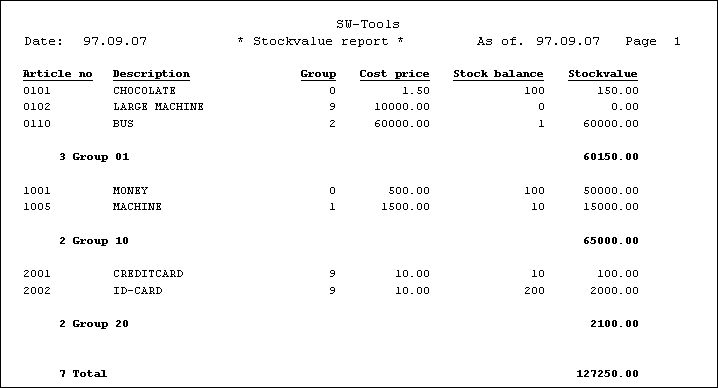 SW-Tools
Date: 97.09.07 * Stockvalue report * As of. 97.09.07 Page 1
Article no Description Group Cost price Stock balance Stockvalue
0101 CHOCOLATE 0 1.50 100 150.00
0102 LARGE MACHINE 9 10000.00 0 0.00
0110 BUS 2 60000.00 1 60000.00
3 Group 01 60150.00
1001 MONEY 0 500.00 100 50000.00
1005 MACHINE 1 1500.00 10 15000.00
2 Group 10 65000.00
2001 CREDITCARD 9 10.00 10 100.00
2002 ID-CARD 9 10.00 200 2000.00
2 Group 20 2100.00
7 Total 127250.00